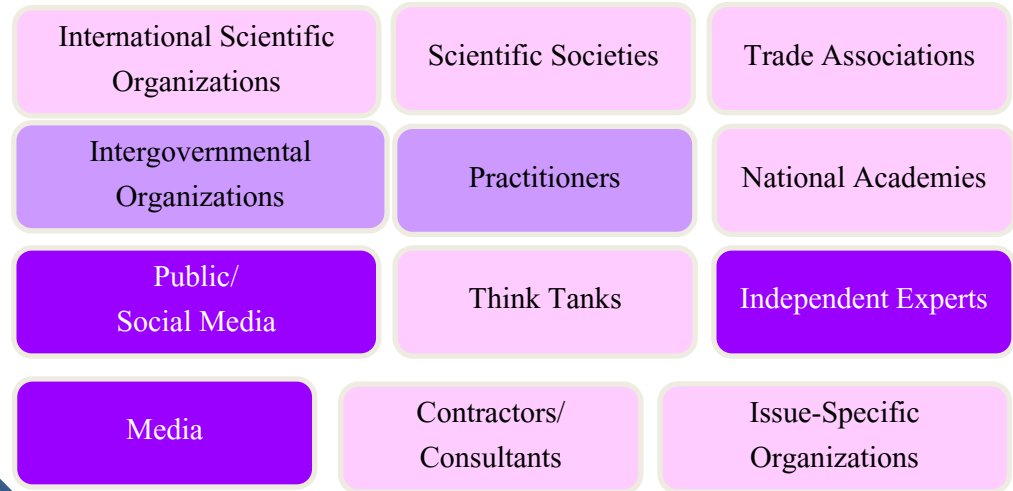 International Scientific
Organizations
Scientific Societies
Trade Associations
Intergovernmental
Organizations
Practitioners
National Academies
Public/
Social Media
Think Tanks
Independent Experts
Media
Contractors/
Consultants
Issue-Specific
Organizations